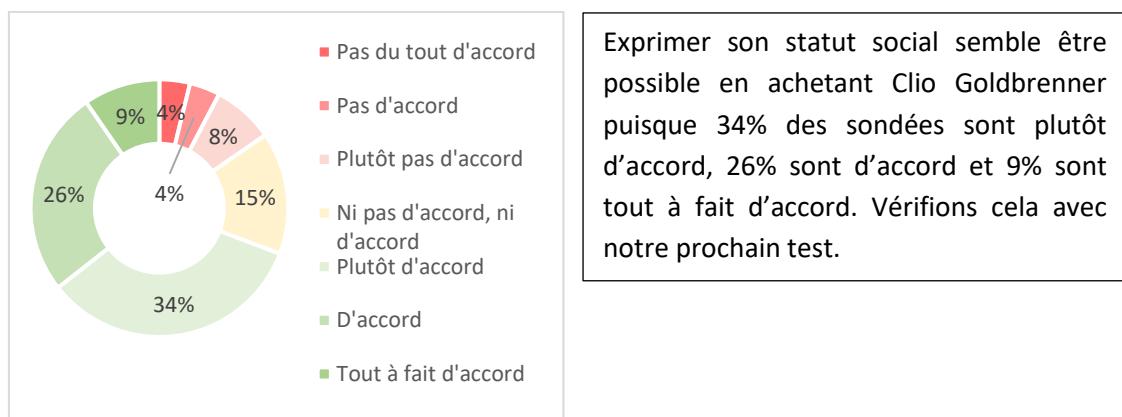 4%
4%
8%
15%
34%
26%
9%
Pas du tout d'accord
Pas d'accord
Plutôt pas d'accord
Ni pas d'accord, ni
d'accord
Plutôt d'accord
D'accord
Tout à fait d'accord
Exprimer son statut social semble être
possible en achetant Clio Goldbrenner
puisque 34% des sondées sont plutôt
d’accord, 26% sont d’accord et 9% sont
tout à fait d’accord. Vérifions cela avec
notre prochain test.